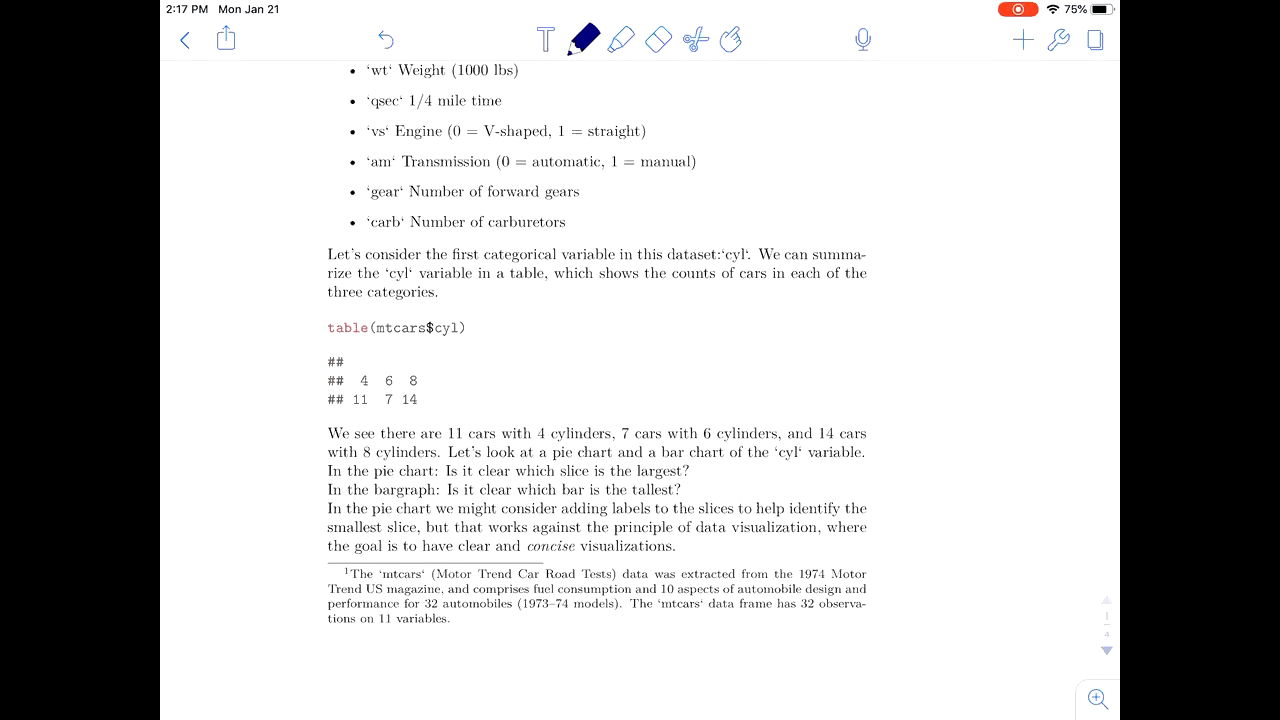 2:17 PM Mon Jan 21
75%
T
• ‘wt‘ Weight (1000 lbs)
• ‘qsec‘ 1/4 mile time
• ‘vs‘ Engine (0 = V-shaped, 1 = straight)
• ‘am‘ Transmission (0 = automatic, 1 = manual)
• ‘gear‘ Number of forward gears
• ‘carb‘ Number of carburetors
Let's consider the first categorical variable in this dataset:‘cyl‘. We can summa-
rize the ‘cyl‘ variable in a table, which shows the counts of cars in each of the
three categories.
table(mtcars$cyl)
##
## 4 6 8
## 11 7 14
We see there are 11 cars with 4 cylinders, 7 cars with 6 cylinders, and 14 cars
with 8 cylinders. Let's look at a pie chart and a bar chart of the ‘cyl‘ variable.
In the pie chart: Is it clear which slice is the largest?
In the bargraph: Is it clear which bar is the tallest?
In the pie chart we might consider adding labels to the slices to help identify the
smallest slice, but that works against the principle of data visualization, where
the goal is to have clear and concise visualizations.
1The ‘mtcars‘ (Motor Trend Car Road Tests) data was extracted from the 1974 Motor
Trend US magazine, and comprises fuel consumption and 10 aspects of automobile design and
performance for 32 automobiles (1973–74 models). The ‘mtcars‘ data frame has 32 observa-
tions on 11 variables.
1
4